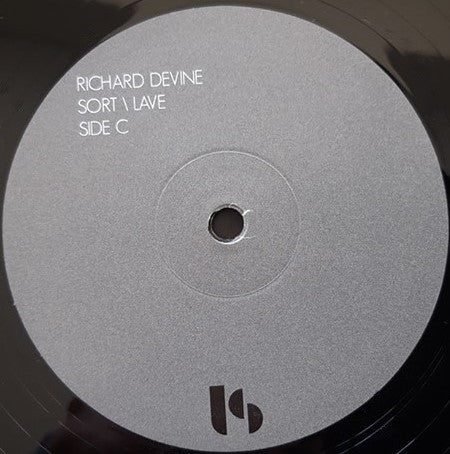 RICHARD DEVINE
SORT \ LAVE
SIDE C